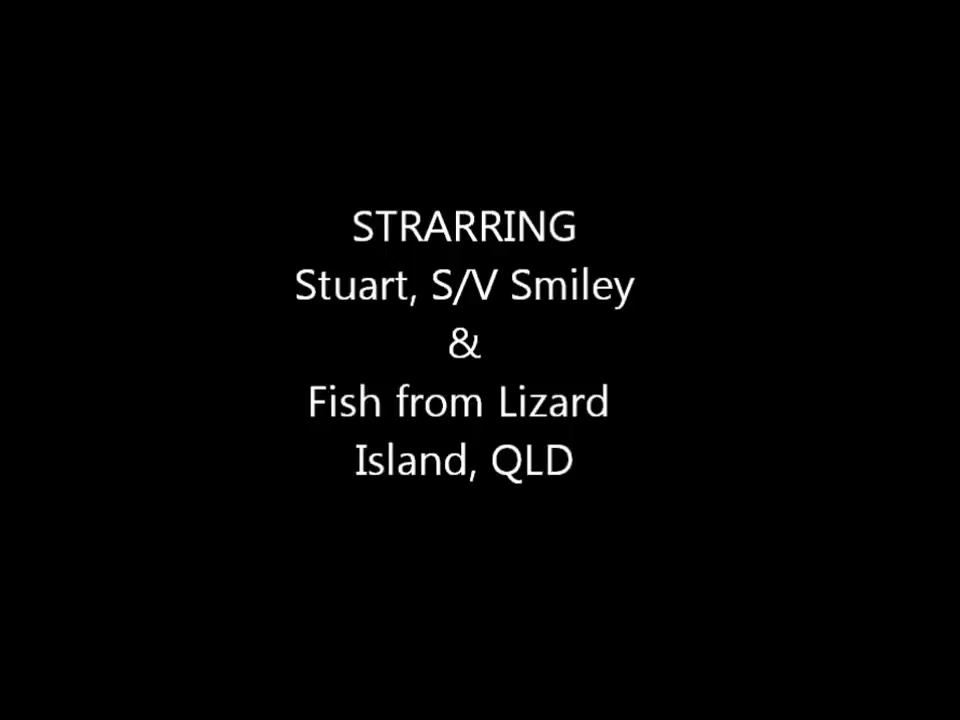 STRARRING
Stuart, S/V Smiley
&
Fish from Lizard
Island, QLD